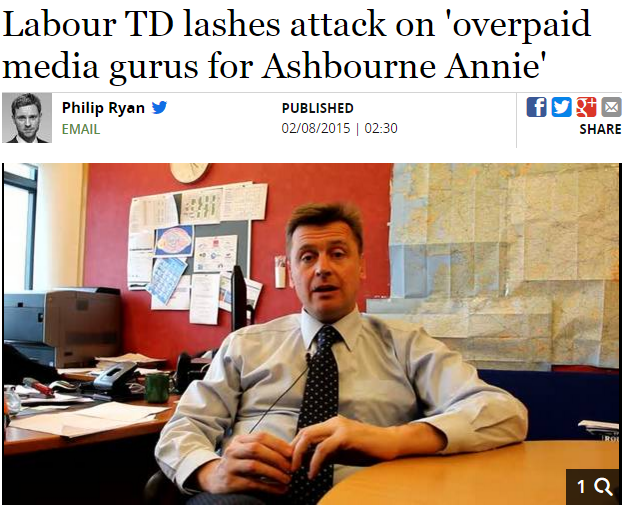 Labour TD lashes attack on 'overpaid
media gurus for Ashbourne Annie'
Philip Ryan
EMAIL
PUBLISHED
02/08/2015 | 02:30
f g+
SHARE
1